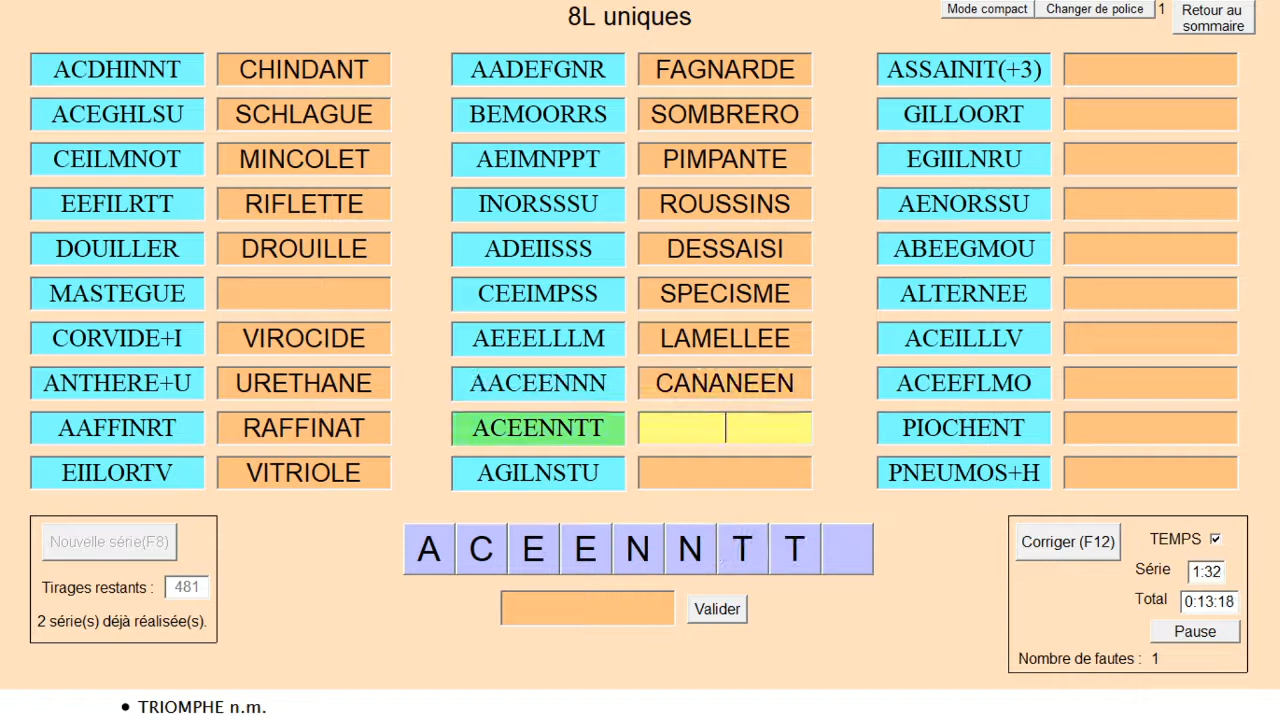 8L uniques
Mode compact
Changer de police
1
Retour au
sommaire
ACDHINNT CHINDANT
ACEGHLSU SCHLAGUE
CEILMNOT MINCOLET
EEFILRTT RIFLETTE
DOUILLER DROUILLE
MASTEGUE
CORVIDE+I VIROCIDE
ANTHERE+U URETHANE
AAFFINRT RAFFINAT
EIILORTV VITRIOLE
AADEFGNR FAGNARDE
BEMOORRS SOMBRERO
AEIMNPPT PIMPANTE
INORSSSU ROUSSINS
ADEIISSS DESSAISI
CEEIMPSS SPECISME
AEEELLLM LAMELLEE
AACEENNN CANANEEN
ACEENNTT
AGILNSTU
ASSAINIT(+3)
GILLOORT
EGIILNRU
AENORSSU
ABEEGMOU
ALTERNEE
ACEILLLV
ACEEFLMO
PIOCHENT
PNEUMOS+H
Nouvelle série(F8)
Tirages restants : 481
2 série(s) déjà réalisée(s).
A C E E N N T T
Valider
Corriger (F12)
TEMPS
Série 1:32
Total 0:13:18
Pause
Nombre de fautes : 1
• TRIOMPHE n.m.